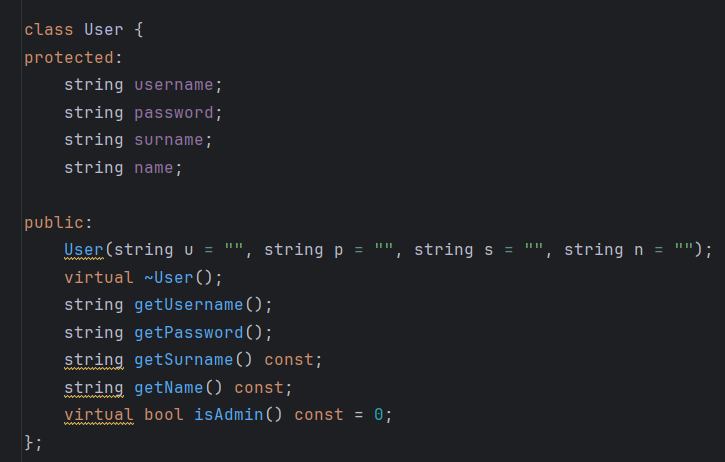 class User {
protected:
    string username;
    string password;
    string surname;
    string name;

public:
    User(string u = "", string p = "", string s = "", string n = "");
    virtual ~User();
    string getUsername();
    string getPassword();
    string getSurname() const;
    string getName() const;
    virtual bool isAdmin() const = 0;
};